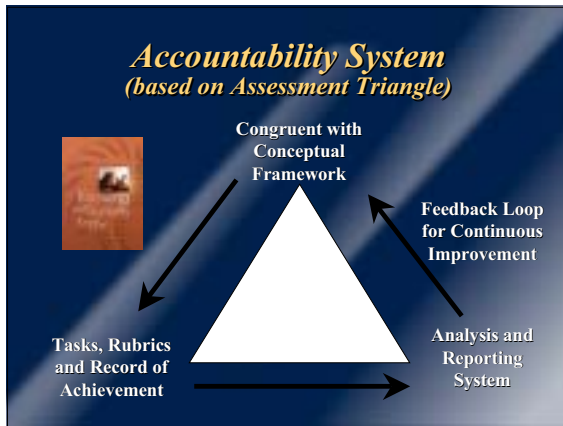 Accountability System
(based on Assessment Triangle)
Congruent with
Conceptual
Framework
Feedback Loop
for Continuous
Improvement
Tasks, Rubrics
and Record of
Achievement
Analysis and
Reporting
System